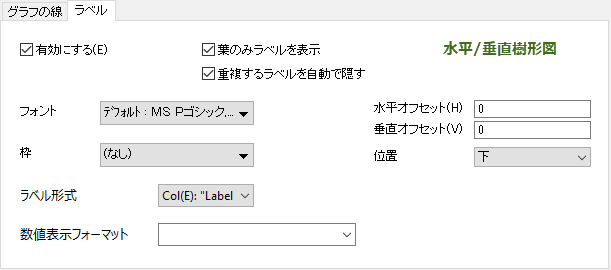 グラフの線 ラベル
有効にする(E) 葉のみラベルを表示 水平/垂直樹形図
重複するラベルを自動で隠す
フォント ﾃﾞﾌｫﾙﾄ : MS Pゴシック,... 水平オフセット(H) 0
垂直オフセット(V) 0
枠 (なし) 位置 下
ラベル形式 Col(E): "Label
数値表示フォーマット